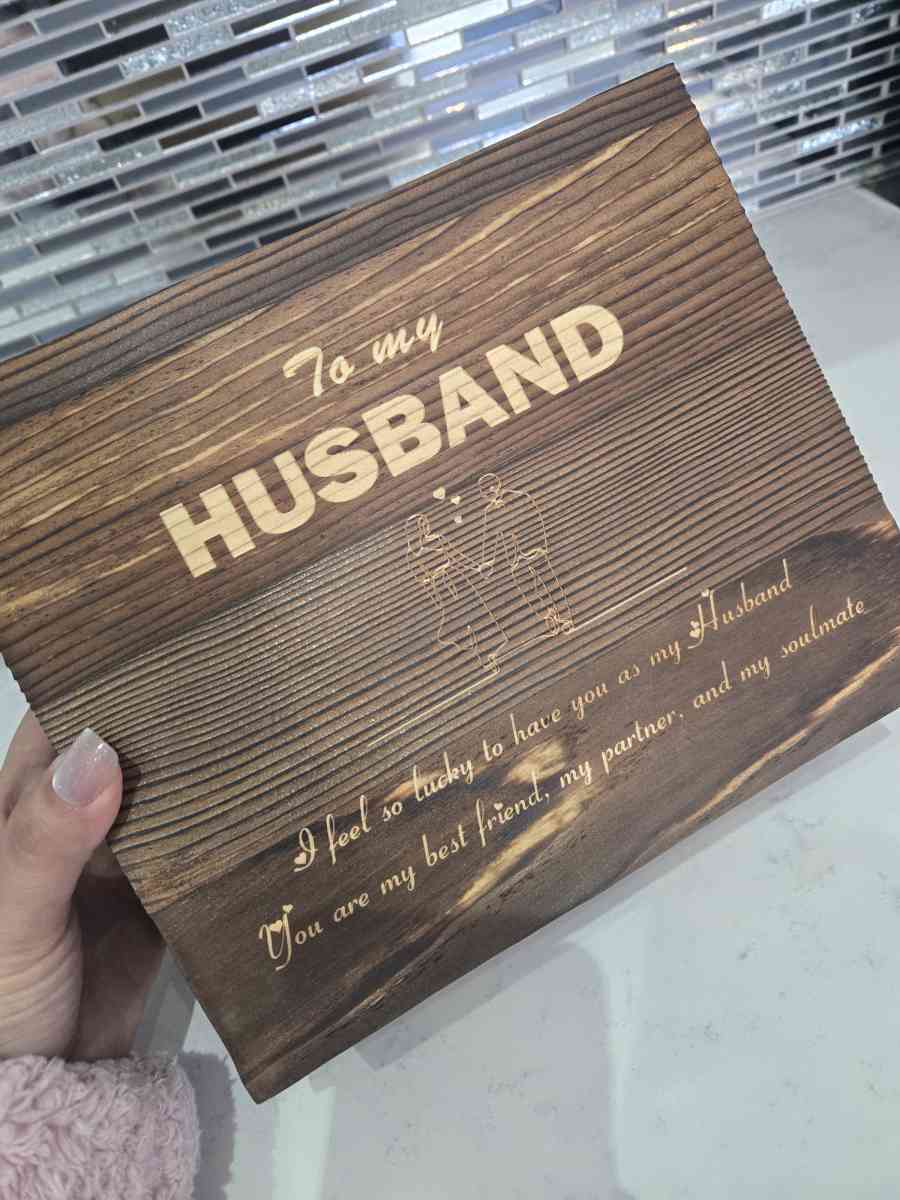 To my
HUSBAND
I feel so lucky to have you as my Husband
You are my best friend, my partner, and my soulmate